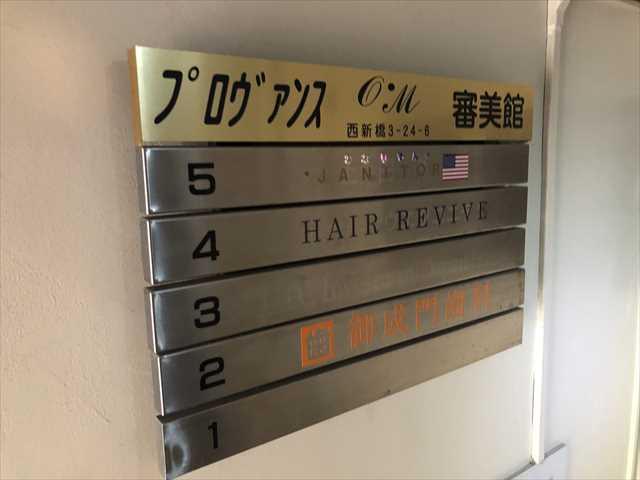 プロヴァンス O・M 審美館
西新橋3-24-6
5 JANITOR
4 HAIR REVIVE
3
2 御成門歯科
1